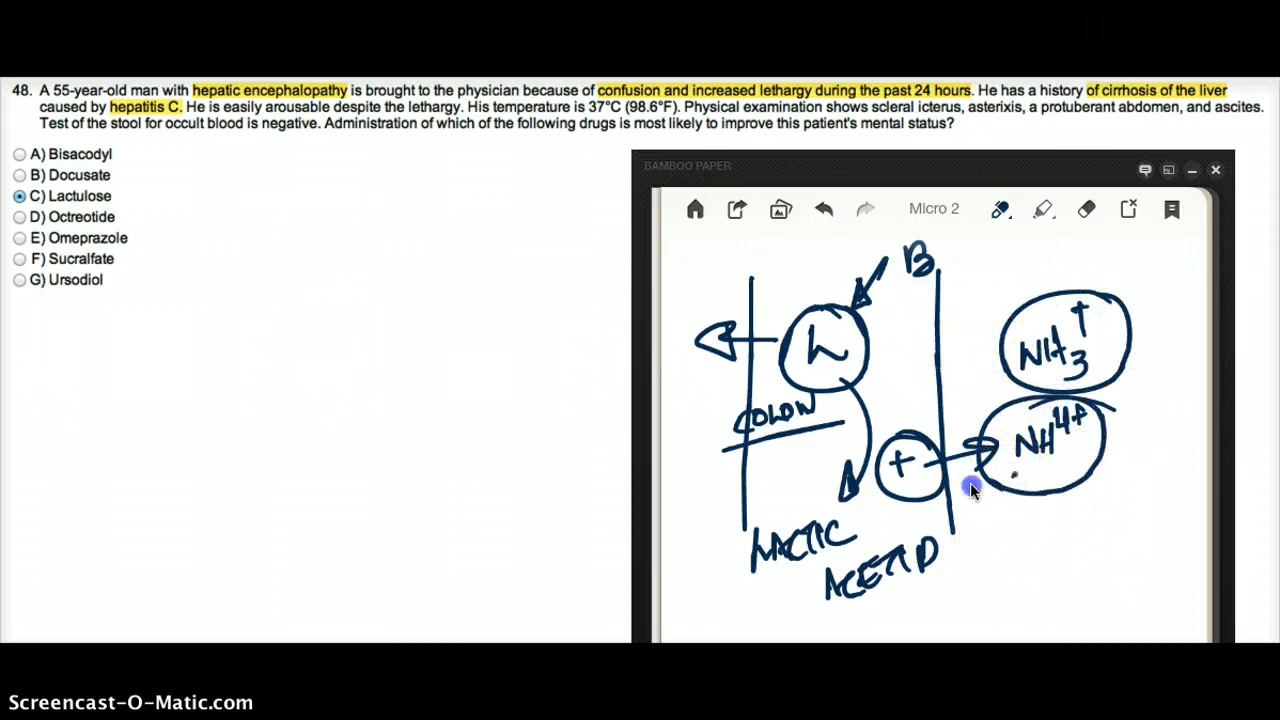 48. A 55-year-old man with hepatic encephalopathy is brought to the physician because of confusion and increased lethargy during the past 24 hours. He has a history of cirrhosis of the liver
caused by hepatitis C. He is easily arousable despite the lethargy. His temperature is 37°C (98.6°F). Physical examination shows scleral icterus, asterixis, a protuberant abdomen, and ascites.
Test of the stool for occult blood is negative. Administration of which of the following drugs is most likely to improve this patient's mental status?
A) Bisacodyl
B) Docusate
C) Lactulose
D) Octreotide
E) Omeprazole
F) Sucralfate
G) Ursodiol
BAMBOO PAPER
Micro 2
B
L
NH3+
COLON
+
NH4+
LACTIC
Screencast-O-Matic.com